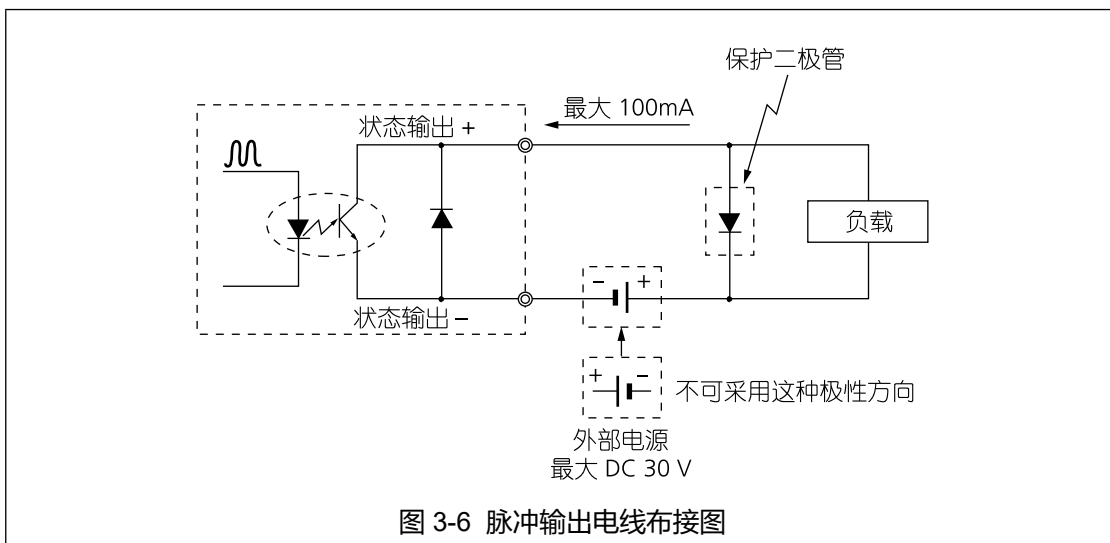 保护二极管
最大 100mA
状态输出 +
负载
- +
状态输出 –
+ -
不可采用这种极性方向
外部电源
最大 DC 30 V
图 3-6 脉冲输出电线布接图